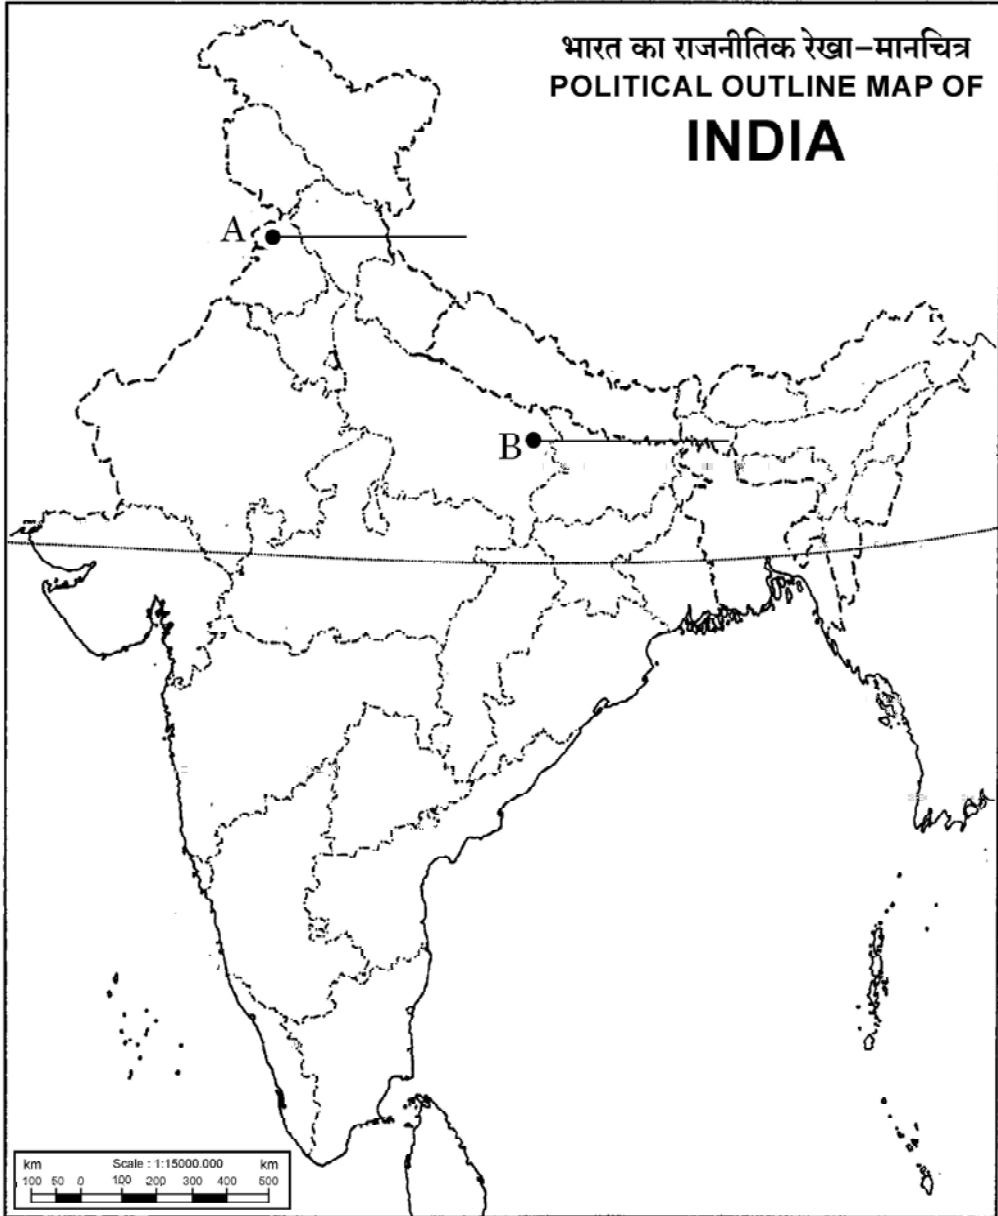 भारत का राजनीतिक रेखा-मानचित्र
POLITICAL OUTLINE MAP OF
INDIA
A
B
km Scale : 1:15000.000 km
100 50 0 100 200 300 400 500